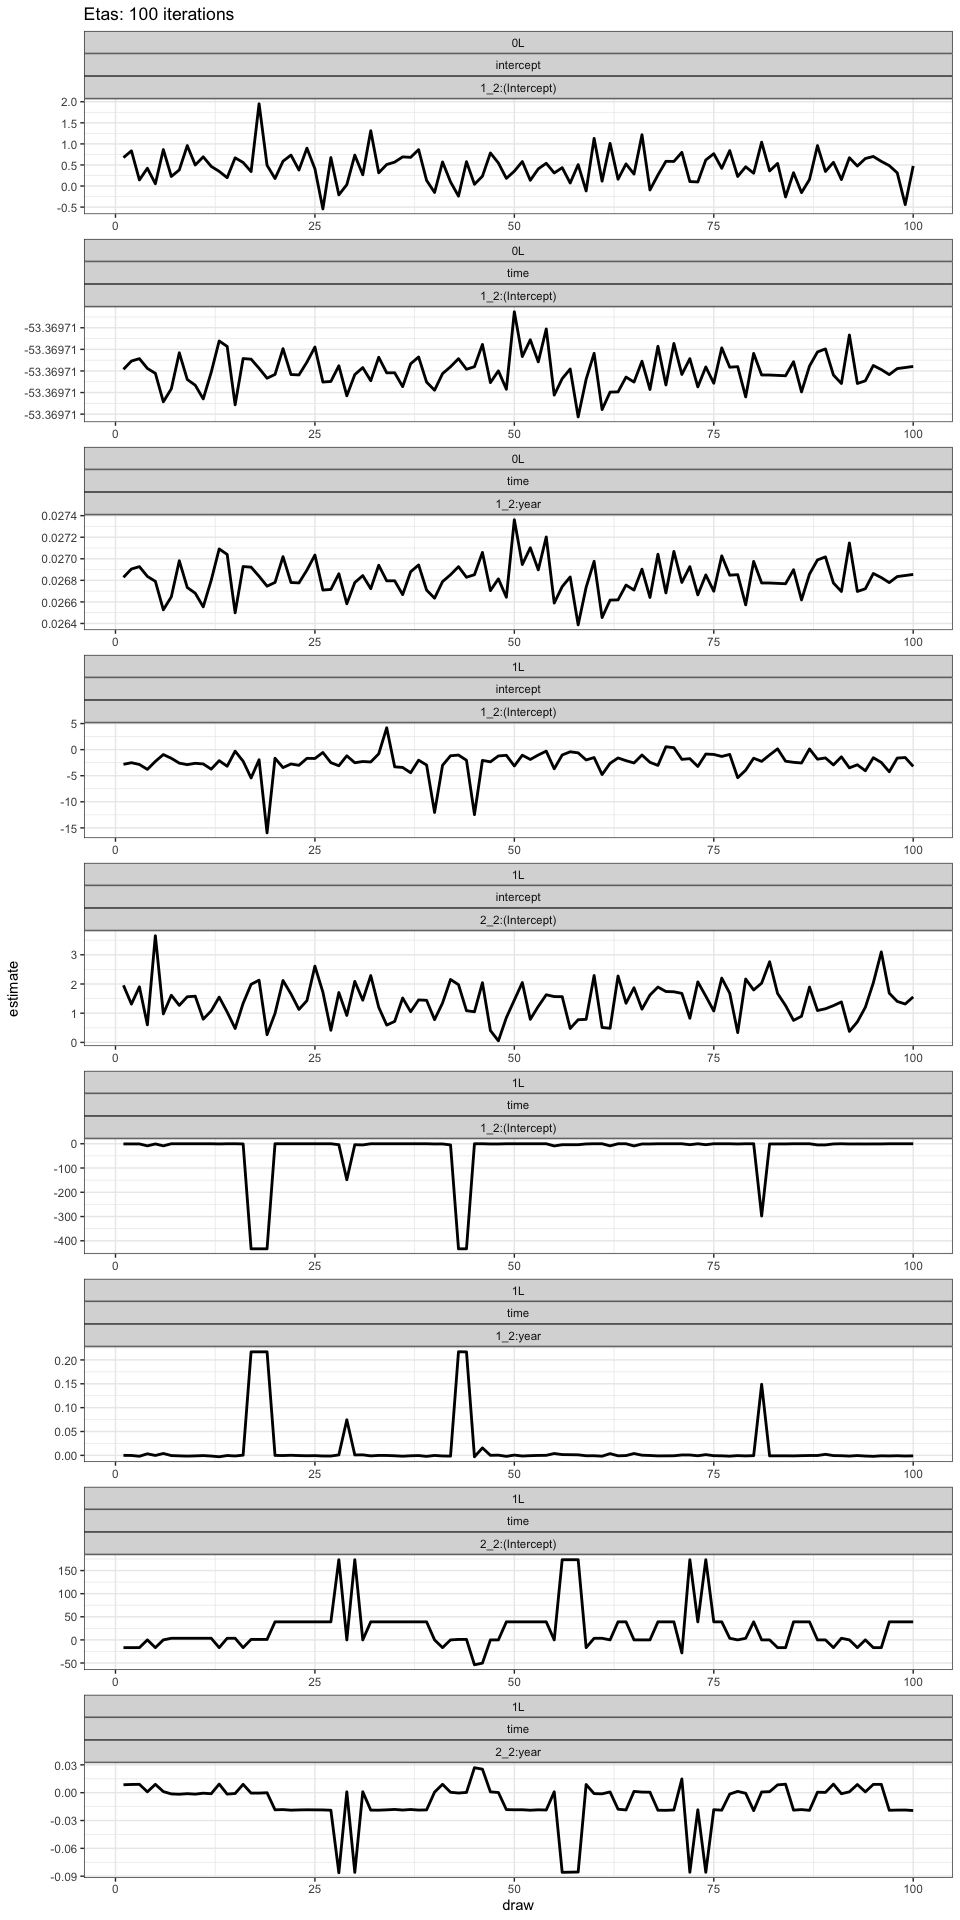 Etas: 100 iterations
0L
intercept
1_2:(Intercept)
2.0
1.5
1.0
0.5
0.0
-0.5
0 25 50 75 100
0L
time
1_2:(Intercept)
-53.36971
-53.36971
-53.36971
-53.36971
-53.36971
0 25 50 75 100
0L
time
1_2:year
0.0274
0.0272
0.0270
0.0268
0.0266
0.0264
0 25 50 75 100
1L
intercept
1_2:(Intercept)
5
0
-5
-10
-15
0 25 50 75 100
1L
intercept
2_2:(Intercept)
3
2
1
0
0 25 50 75 100
estimate
1L
time
1_2:(Intercept)
0
-100
-200
-300
-400
0 25 50 75 100
1L
time
1_2:year
0.20
0.15
0.10
0.05
0.00
0 25 50 75 100
1L
time
2_2:(Intercept)
150
100
50
0
-50
0 25 50 75 100
1L
time
2_2:year
0.03
0.00
-0.03
-0.06
-0.09
0 25 50 75 100
draw